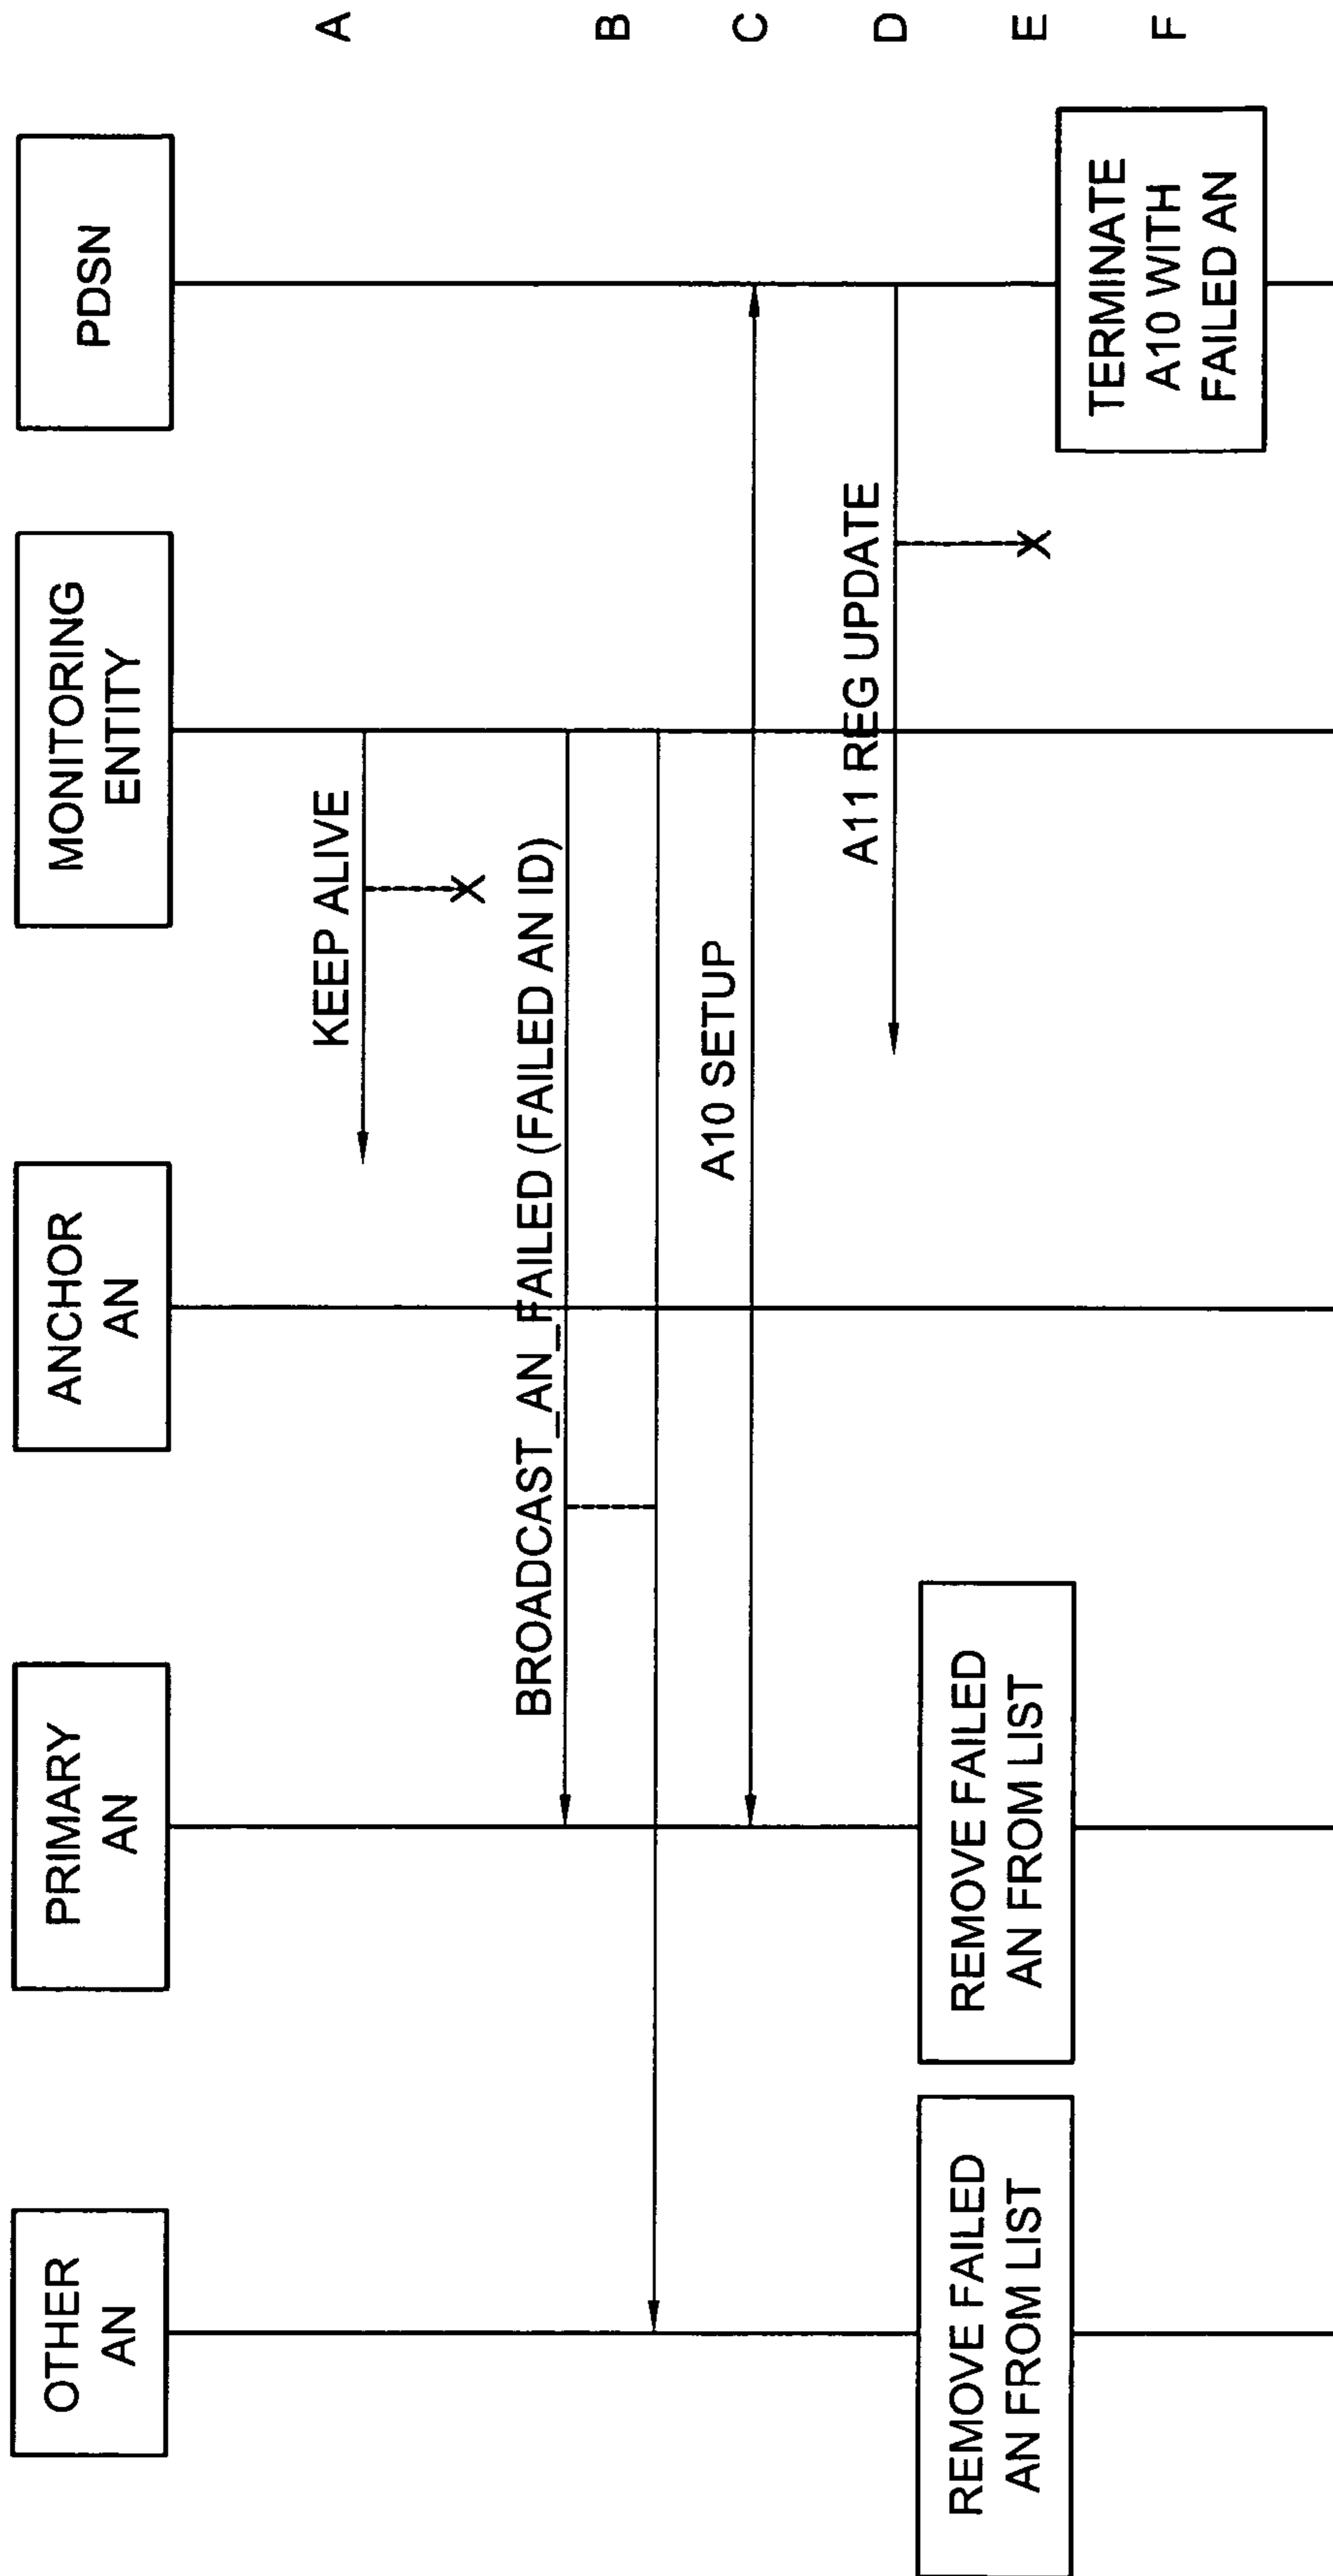 OTHER
AN
PRIMARY
AN
ANCHOR
AN
MONITORING
ENTITY
PDSN
KEEP ALIVE
X
A
BROADCAST_AN_FAILED (FAILED AN ID)
B
A10 SETUP
C
A11 REG UPDATE
D
X
E
REMOVE FAILED
AN FROM LIST
REMOVE FAILED
AN FROM LIST
TERMINATE
A10 WITH
FAILED AN
F